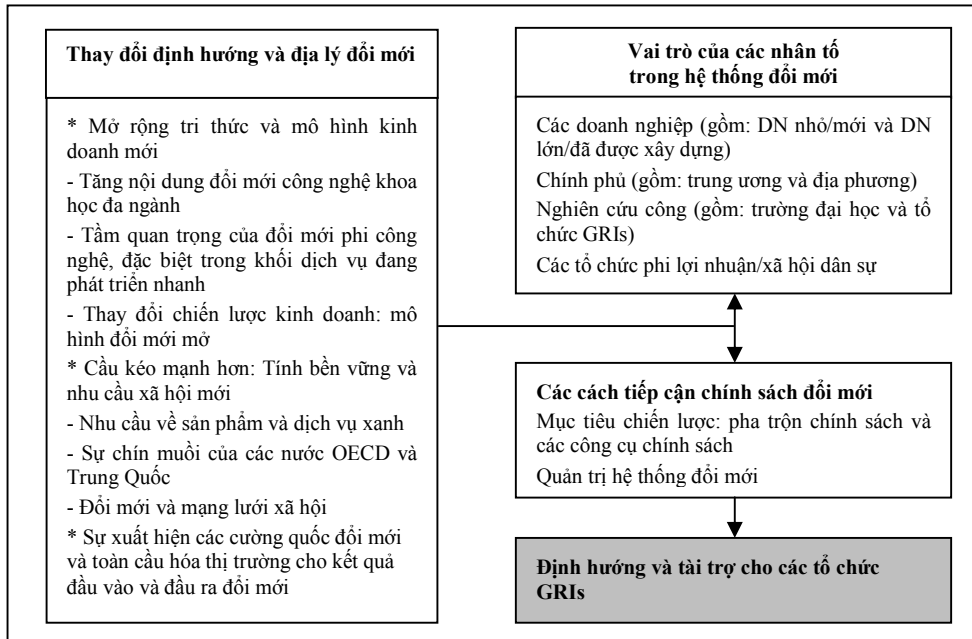 Thay đổi định hướng và địa lý đổi mới
* Mở rộng tri thức và mô hình kinh
doanh mới
- Tăng nội dung đổi mới công nghệ khoa
học đa ngành
- Tầm quan trọng của đổi mới phi công
nghệ, đặc biệt trong khối dịch vụ đang
phát triển nhanh
- Thay đổi chiến lược kinh doanh: mô
hình đổi mới mở
* Cầu kéo mạnh hơn: Tính bền vững và
nhu cầu xã hội mới
- Nhu cầu về sản phẩm và dịch vụ xanh
- Sự chín muồi của các nước OECD và
Trung Quốc
- Đổi mới và mạng lưới xã hội
* Sự xuất hiện các cường quốc đổi mới
và toàn cầu hóa thị trường cho kết quả
đầu vào và đầu ra đổi mới
Vai trò của các nhân tố
trong hệ thống đổi mới
Các doanh nghiệp (gồm: DN nhỏ/mới và DN
lớn/đã được xây dựng)
Chính phủ (gồm: trung ương và địa phương)
Nghiên cứu công (gồm: trường đại học và tổ
chức GRIs)
Các tổ chức phi lợi nhuận/xã hội dân sự
Các cách tiếp cận chính sách đổi mới
Mục tiêu chiến lược: pha trộn chính sách và
các công cụ chính sách
Quản trị hệ thống đổi mới
Định hướng và tài trợ cho các tổ chức
GRIs